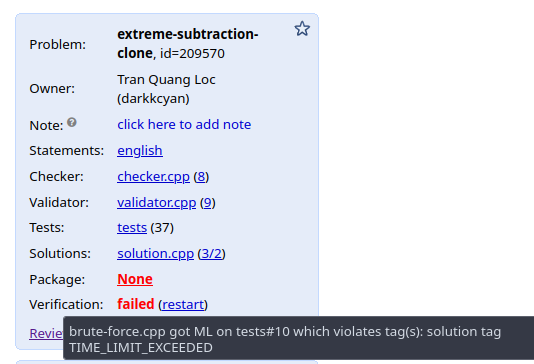 Problem: extreme-subtraction-
clone, id=209570
Owner: Tran Quang Loc
(darkkcyan)
Note: ? click here to add note
Statements: english
Checker: checker.cpp (8)
Validator: validator.cpp (9)
Tests: tests (37)
Solutions: solution.cpp (3/2)
Package: None
Verification: failed (restart)
Revie
brute-force.cpp got ML on tests#10 which violates tag(s): solution tag
TIME_LIMIT_EXCEEDED